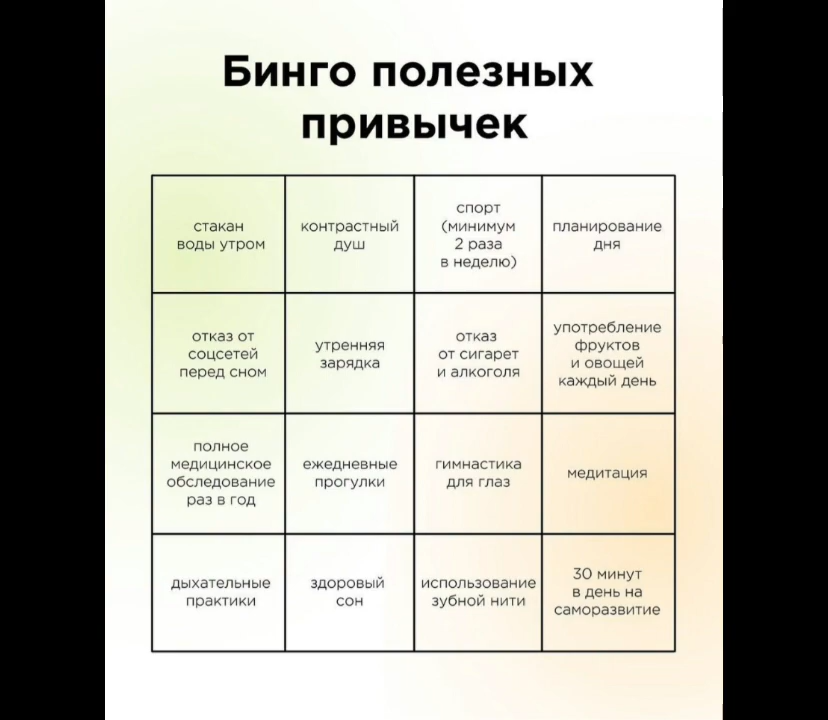 Бинго полезных
привычек
стакан
воды утром
контрастный
душ
спорт
(минимум
2 раза
в неделю)
планирование
дня
отказ от
соцсетей
перед сном
утренняя
зарядка
отказ
от сигарет
и алкоголя
употребление
фруктов
и овощей
каждый день
полное
медицинское
обследование
раз в год
ежедневные
прогулки
гимнастика
для глаз
медитация
дыхательные
практики
здоровый
сон
использование
зубной нити
30 минут
в день на
саморазвитие